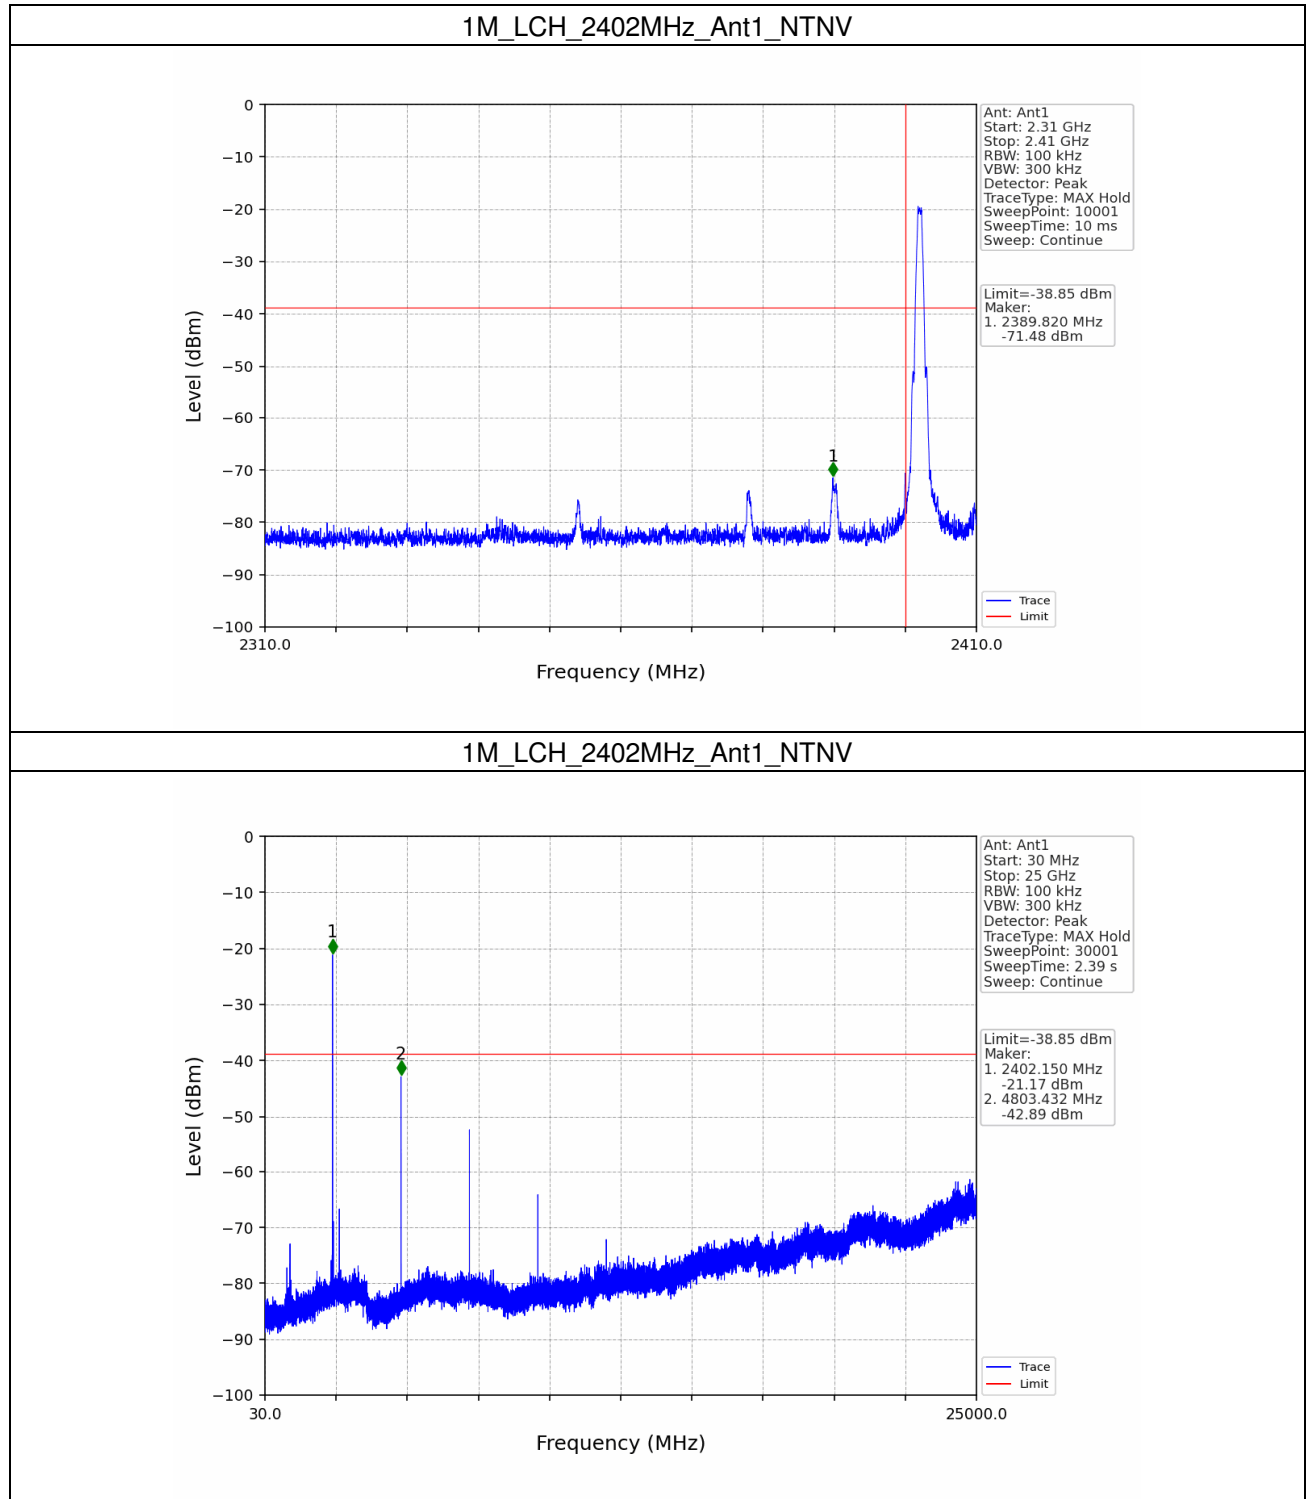 1M_LCH_2402MHz_Ant1_NTNV
0
−10
−20
−30
−40
−50
−60
−70
−80
−90
−100
Level (dBm)
1
2310.0
2410.0
Frequency (MHz)
Ant: Ant1
Start: 2.31 GHz
Stop: 2.41 GHz
RBW: 100 kHz
VBW: 300 kHz
Detector: Peak
TraceType: MAX Hold
SweepPoint: 10001
SweepTime: 10 ms
Sweep: Continue
Limit=-38.85 dBm
Maker:
1. 2389.820 MHz
-71.48 dBm
Trace
Limit
1M_LCH_2402MHz_Ant1_NTNV
0
−10
−20
−30
−40
−50
−60
−70
−80
−90
−100
Level (dBm)
1
2
30.0
25000.0
Frequency (MHz)
Ant: Ant1
Start: 30 MHz
Stop: 25 GHz
RBW: 100 kHz
VBW: 300 kHz
Detector: Peak
TraceType: MAX Hold
SweepPoint: 30001
SweepTime: 2.39 s
Sweep: Continue
Limit=-38.85 dBm
Maker:
1. 2402.150 MHz
-21.17 dBm
2. 4803.432 MHz
-42.89 dBm
Trace
Limit